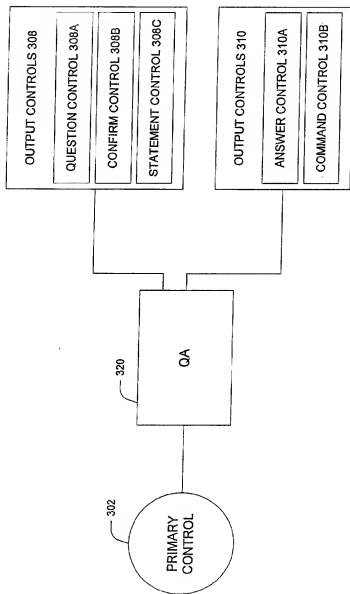 302
PRIMARY
CONTROL
320
QA
OUTPUT CONTROLS 308
QUESTION CONTROL 308A
CONFIRM CONTROL 308B
STATEMENT CONTROL 308C
OUTPUT CONTROLS 310
ANSWER CONTROL 310A
COMMAND CONTROL 310B